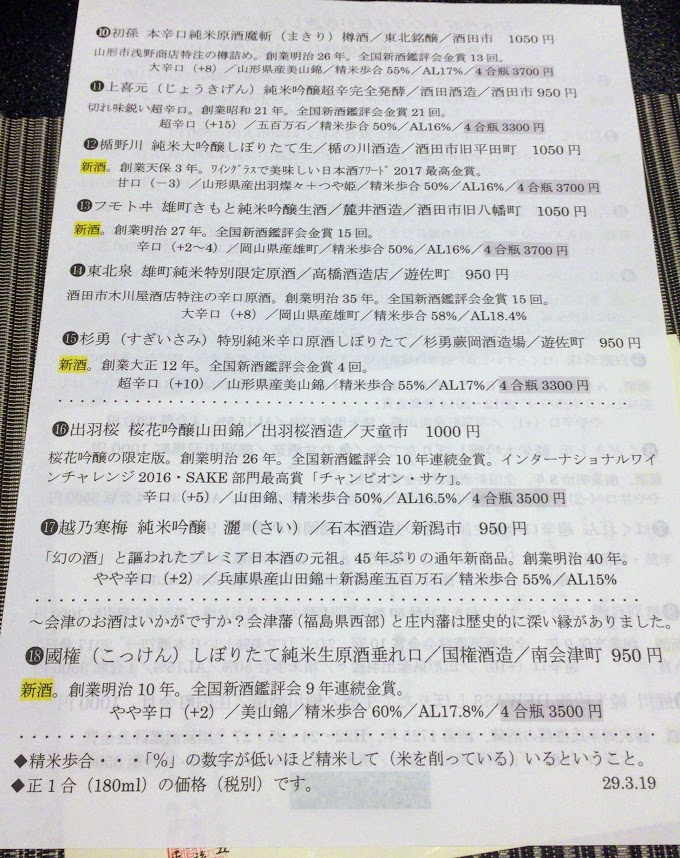 ❿初孫 本辛口純米原酒魔斬（まきり）樽酒／東北銘醸／酒田市 1050円
山形市浅野商店特注の樽詰め。創業明治26年。全国新酒鑑評会金賞13回。
大辛口（+8）／山形県産美山錦／精米歩合55％／AL17％／4合瓶3700円
⓫上喜元（じょうきげん）純米吟醸超辛完全発酵／酒田酒造／酒田市 950円
切れ味鋭い超辛口。創業昭和21年。全国新酒鑑評会金賞21回。
超辛口（+15）／五百万石／精米歩合50％／AL16％／4合瓶3300円
⓬楯野川 純米大吟醸しぼりたて生／楯の川酒造／酒田市旧平田町 1050円
新酒。創業天保3年。ﾜｲﾝｸﾞﾗｽで美味しい日本酒ｱﾜｰﾄﾞ2017最高金賞。
甘口（－3）／山形県産出羽燦々＋つや姫／精米歩合50％／AL16％／4合瓶3700円
⓭フモトヰ 雄町きもと純米吟醸生酒／麓井酒造／酒田市旧八幡町 1050円
新酒。創業明治27年。全国新酒鑑評会金賞15回。
辛口（+2～4）／岡山県産雄町／精米歩合50％／AL16％／4合瓶3700円
⓮東北泉 雄町純米特別限定原酒／高橋酒造店／遊佐町 950円
酒田市木川屋酒店特注の辛口原酒。創業明治35年。全国新酒鑑評会金賞15回。
大辛口（+8）／岡山県産雄町／精米歩合58％／AL18.4％
⓯杉勇（すぎいさみ）特別純米辛口原酒しぼりたて／杉勇蕨岡酒造場／遊佐町 950円
新酒。創業大正12年。全国新酒鑑評会金賞4回。
超辛口（+10）／山形県産美山錦／精米歩合55％／AL17％／4合瓶3300円
⓰出羽桜 桜花吟醸山田錦／出羽桜酒造／天童市 1000円
桜花吟醸の限定版。創業明治26年。全国新酒鑑評会10年連続金賞。インターナショナルワイ
ンチャレンジ2016・SAKE部門最高賞「チャンピオン・サケ」。
辛口（+5）／山田錦、精米歩合50％／AL16.5％／4合瓶3500円
⓱越乃寒梅 純米吟醸 灑（さい）／石本酒造／新潟市 950円
「幻の酒」と謳われたプレミア日本酒の元祖。45年ぶりの通年新商品。創業明治40年。
やや辛口（+2）／兵庫県産山田錦＋新潟産五百万石／精米歩合55％／AL15％
～会津のお酒はいかがですか？会津藩（福島県西部）と庄内藩は歴史的に深い縁がありました。
⓲國権（こっけん）しぼりたて純米生原酒垂れ口／国権酒造／南会津町 950円
新酒。創業明治10年。全国新酒鑑評会9年連続金賞。
やや辛口（+2）／美山錦／精米歩合60％／AL17.8％／4合瓶3500円
◆精米歩合・・・「％」の数字が低いほど精米して（米を削っている）いるということ。
◆正1合（180ml）の価格（税別）です。 29.3.19